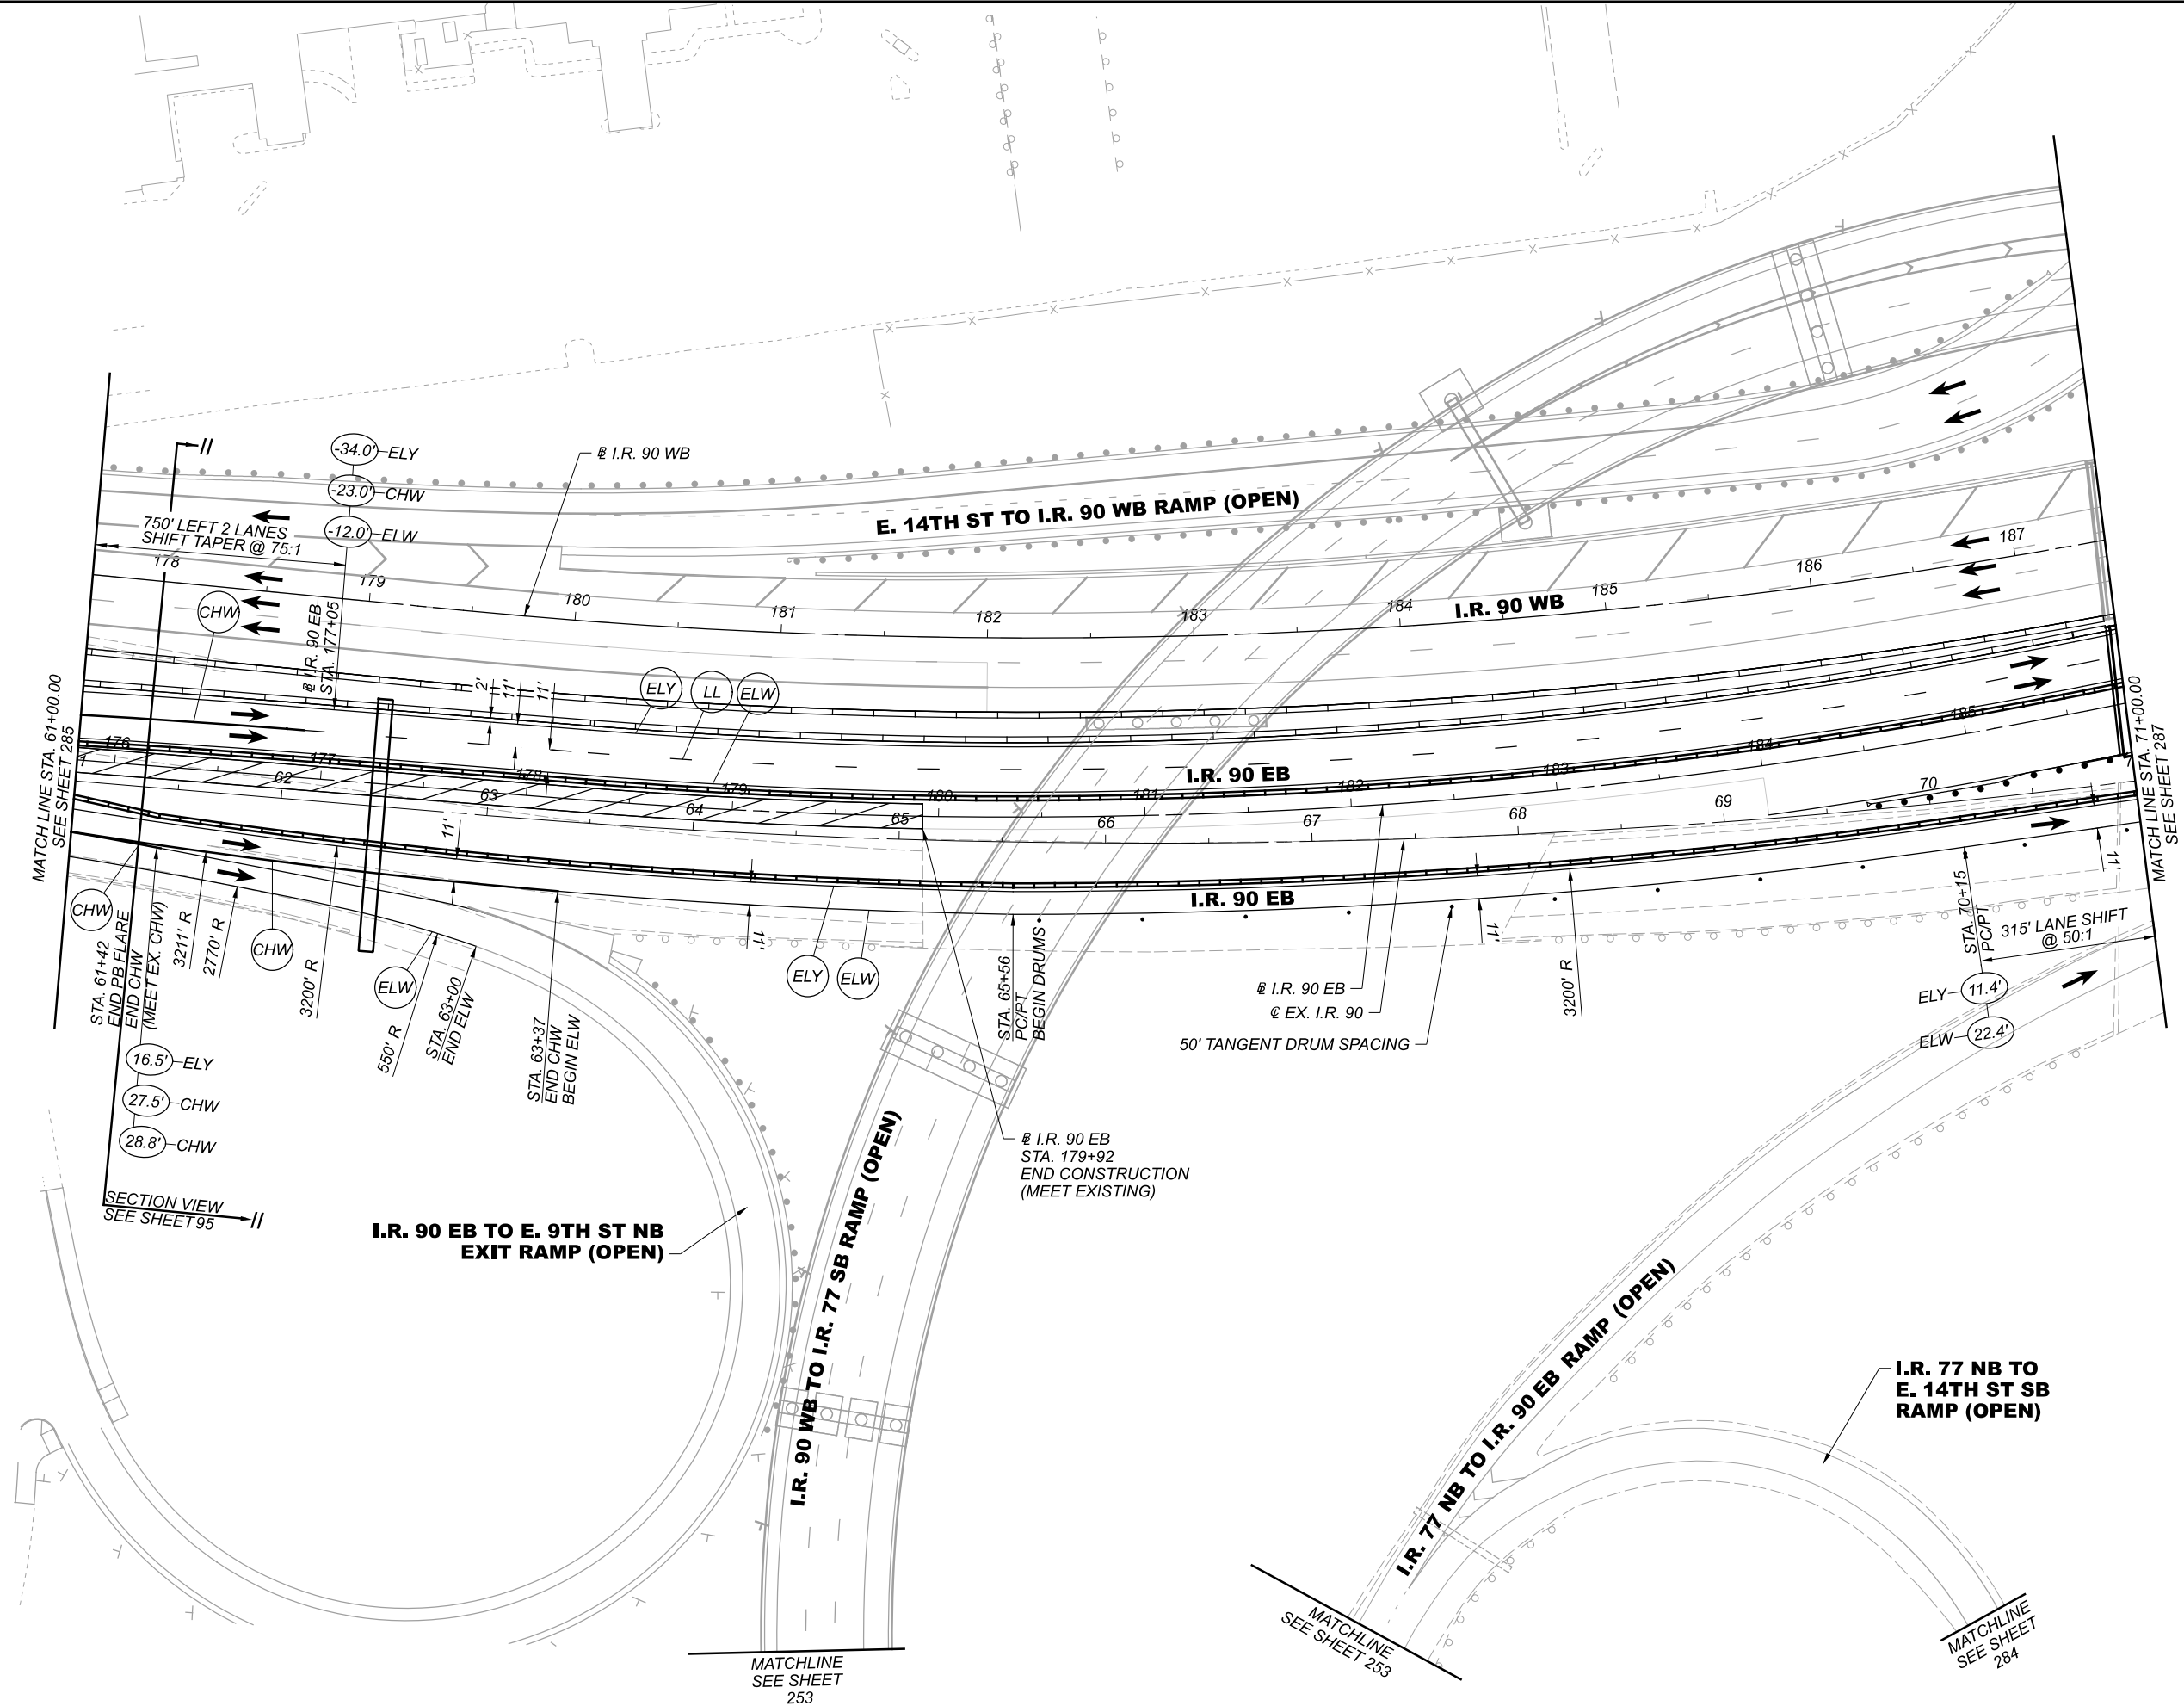 -34.0' ELY
-23.0' CHW
-12.0' ELW
//
℄ I.R. 90 WB
750' LEFT 2 LANES
SHIFT TAPER @ 75:1
E. 14TH ST TO I.R. 90 WB RAMP (OPEN)
178
179
180
181
182
183
184
185
186
187
I.R. 90 WB
CHW
I.R. 90 EB
STA. 177+05
2'
11'
11'
ELY
LL
ELW
MATCH LINE STA. 61+00.00
SEE SHEET 285
MATCH LINE STA. 71+00.00
SEE SHEET 287
176
177
178
179
180
181
182
183
184
185
I.R. 90 EB
62
63
64
65
66
67
68
69
70
11'
11'
11'
11'
I.R. 90 EB
CHW
STA. 61+42
END PB FLARE
END CHW
(MEET EX. CHW)
3211' R
2770' R
CHW
3200' R
ELW
550' R
STA. 63+00
END ELW
STA. 63+37
END CHW
BEGIN ELW
ELY
ELW
STA. 65+56
PC/PT
BEGIN DRUMS
I.R. 90 EB
℄ EX. I.R. 90
50' TANGENT DRUM SPACING
3200' R
STA. 70+15
PC/PT
315' LANE SHIFT
@ 50:1
ELY 11.4'
ELW 22.4'
16.5' ELY
27.5' CHW
28.8' CHW
SECTION VIEW
SEE SHEET 95
//
I.R. 90 EB
STA. 179+92
END CONSTRUCTION
(MEET EXISTING)
I.R. 90 EB TO E. 9TH ST NB
EXIT RAMP (OPEN)
I.R. 90 WB TO I.R. 77 SB RAMP (OPEN)
I.R. 77 NB TO I.R. 90 EB RAMP (OPEN)
I.R. 77 NB TO
E. 14TH ST SB
RAMP (OPEN)
MATCHLINE
SEE SHEET
253
MATCHLINE
SEE SHEET 253
MATCHLINE
SEE SHEET
284